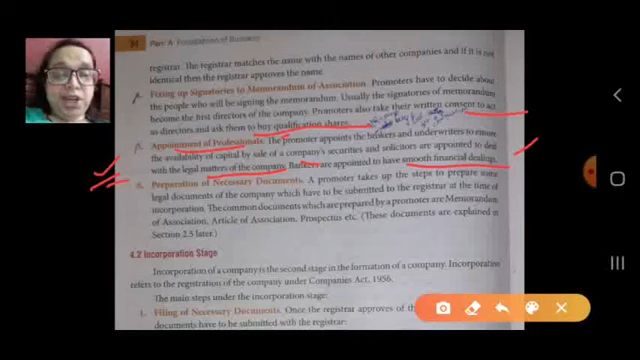 34 Part A Foundation of Business
registrar. The registrar matches the name with the names of other companies and if it is not
identical then the registrar approves the name.
Fixing up Signatories to Memorandum of Association. Promoters have to decide about
the people who will be signing the memorandum. Usually the signatories of memorandum
become the first directors of the company. Promoters also take their written consent to act
as directors and ask them to buy qualification shares.
Appointment of Professionals. The promoter appoints the brokers and underwriters to ensure
the availability of capital by sale of a company's securities and solicitors are appointed to deal
with the legal matters of the company. Bankers are appointed to have smooth financial dealings.
6. Preparation of Necessary Documents. A promoter takes up the steps to prepare some
legal documents of the company which have to be submitted to the registrar at the time of
incorporation. The common documents which are prepared by a promoter are Memorandum
of Association, Article of Association, Prospectus etc. (These documents are explained in
Section 2.5 later.)
4.2 Incorporation Stage
Incorporation of a company is the second stage in the formation of a company. Incorporation
refers to the registration of the company under Companies Act, 1956.
The main steps under the incorporation stage:
1. Filing of Necessary Documents. Once the registrar approves of the
documents have to be submitted with the registrar: